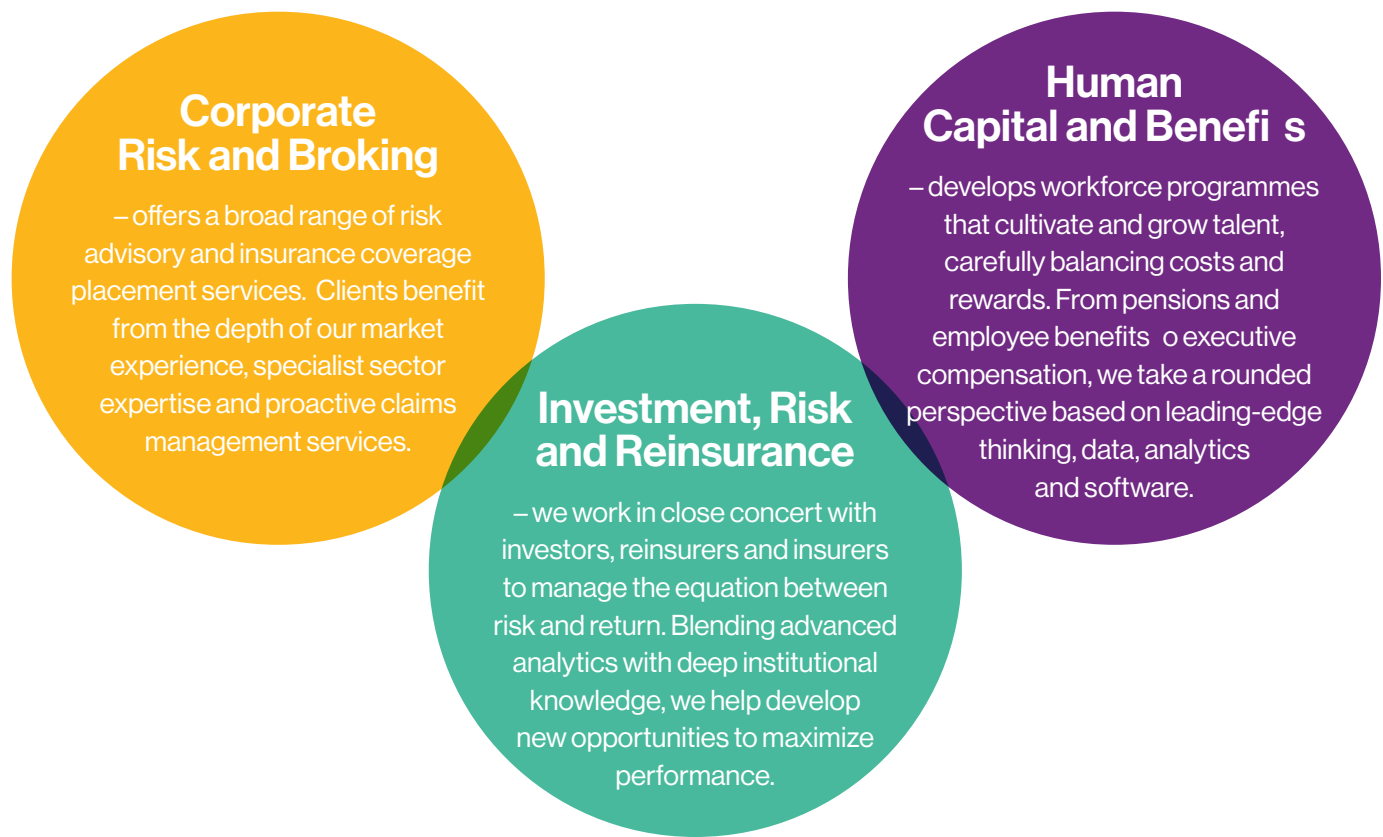 Corporate
Risk and Broking
– offers a broad range of risk
advisory and insurance coverage
placement services.  Clients benefit
from the depth of our market
experience, specialist sector
expertise and proactive claims
management services.
Investment, Risk
and Reinsurance
– we work in close concert with
investors, reinsurers and insurers
to manage the equation between
risk and return. Blending advanced
analytics with deep institutional
knowledge, we help develop
new opportunities to maximize
performance.
Human
Capital and Benefi s
– develops workforce programmes
that cultivate and grow talent,
carefully balancing costs and
rewards. From pensions and
employee benefits  o executive
compensation, we take a rounded
perspective based on leading-edge
thinking, data, analytics
and software.